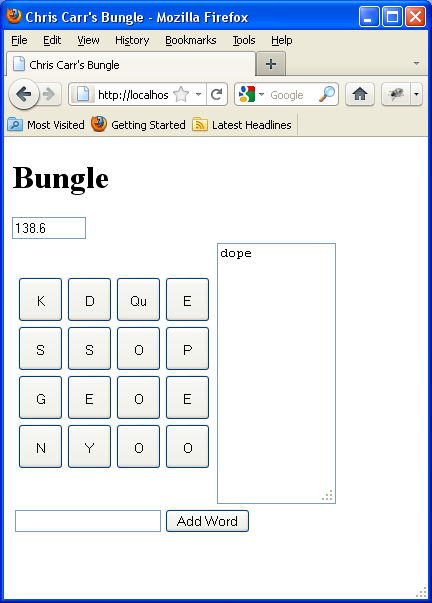 Chris Carr's Bungle - Mozilla Firefox
File Edit View History Bookmarks Tools Help
Chris Carr's Bungle
http://localhos Google
Most Visited Getting Started Latest Headlines
Bungle
138.6
dope
K D Qu E
S S O P
G E O E
N Y O O
Add Word